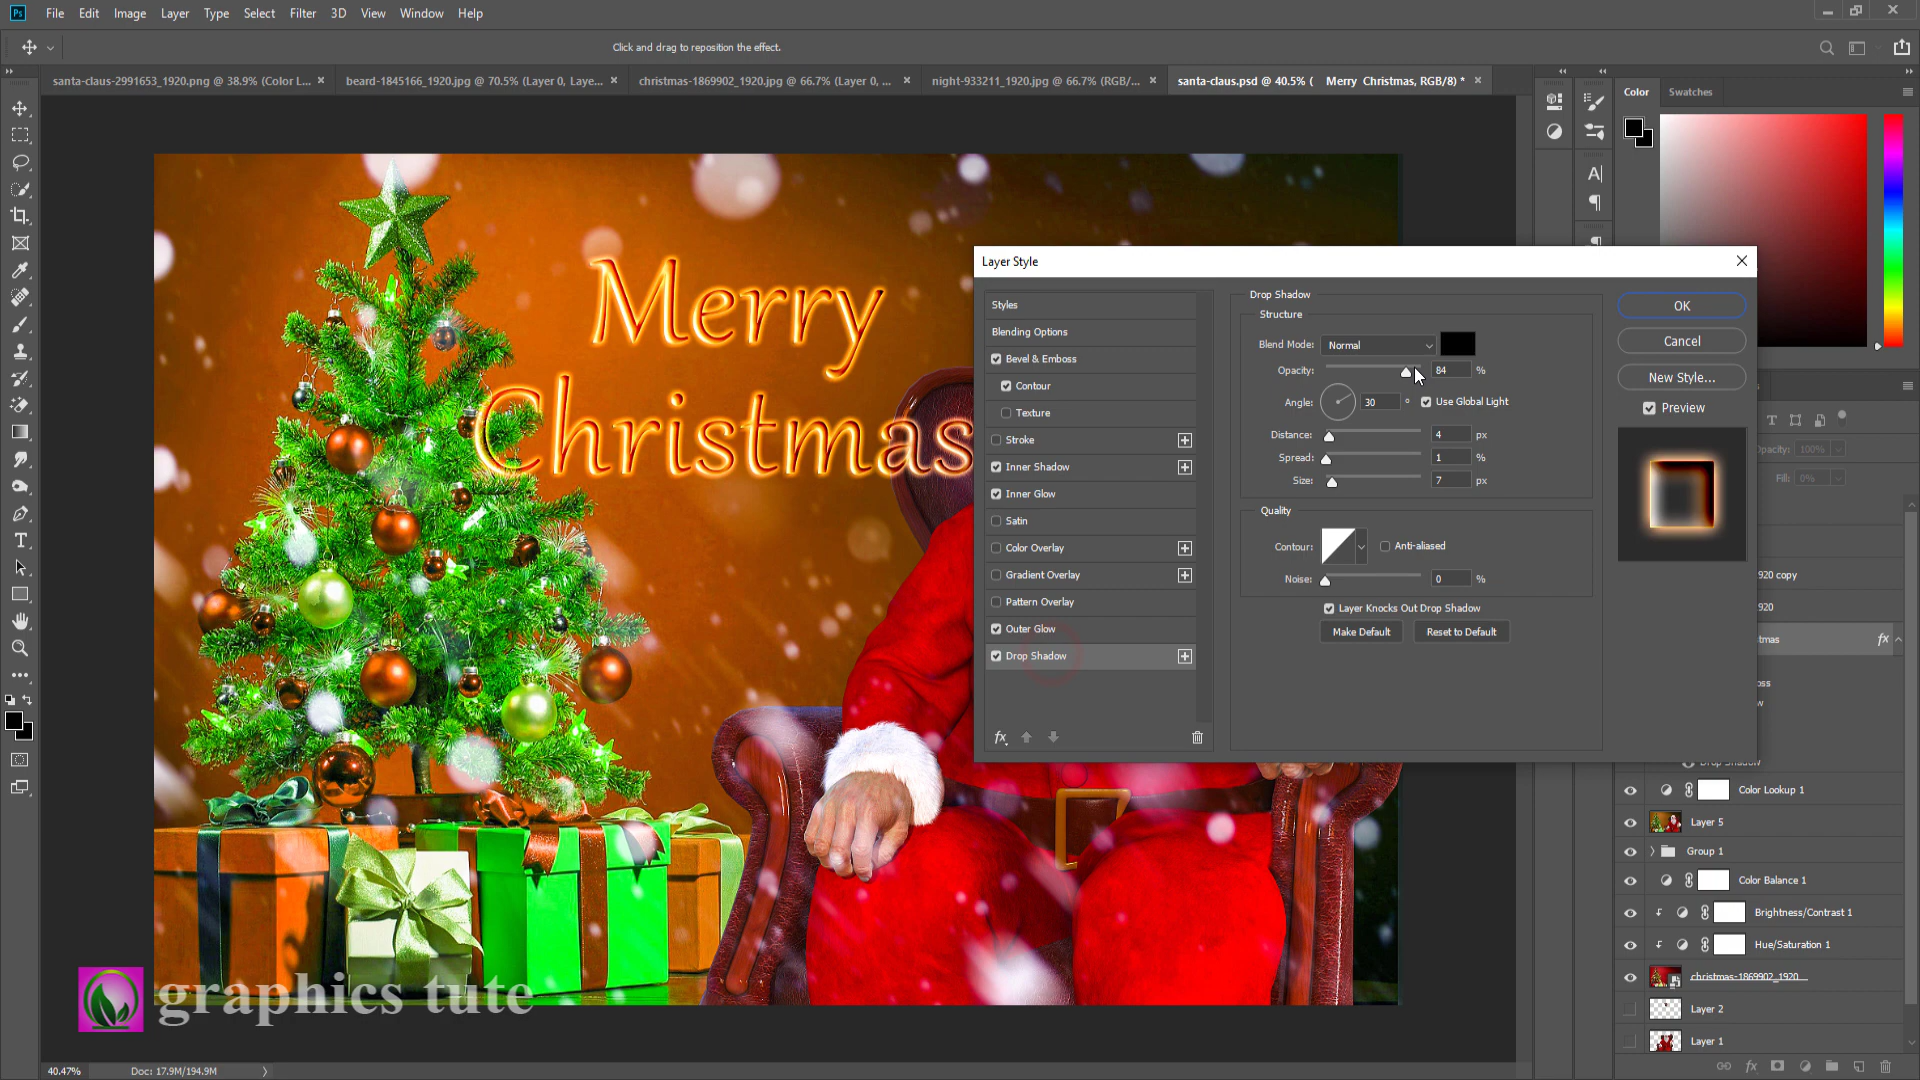 Ps File Edit Image Layer Type Select Filter 3D View Window Help
Click and drag to reposition the effect.
santa-claus-2991653_1920.png @ 38.9% (Color L... × beard-1845166_1920.jpg @ 70.5% (Layer 0, Laye... × christmas-1869902_1920.jpg @ 66.7% (Layer 0, ... × night-933211_1920.jpg @ 66.7% (RGB/... × santa-claus.psd @ 40.5% ( Merry Christmas, RGB/8) * ×
Color Swatches
Merry
Christmas
Layer Style
Styles
Blending Options
Bevel & Emboss
Contour
Texture
Stroke
Inner Shadow
Inner Glow
Satin
Color Overlay
Gradient Overlay
Pattern Overlay
Outer Glow
Drop Shadow
fx
Drop Shadow
Structure
Blend Mode: Normal
Opacity: 84 %
Angle: 30 ° Use Global Light
Distance: 4 px
Spread: 1 %
Size: 7 px
Quality
Contour: Anti-aliased
Noise: 0 %
Layer Knocks Out Drop Shadow
Make Default Reset to Default
OK
Cancel
New Style...
Preview
Opacity: 100%
Fill: 0%
920 copy
920
stmas fx
Drop Shadow
Color Lookup 1
Layer 5
Group 1
Color Balance 1
Brightness/Contrast 1
Hue/Saturation 1
christmas-1869902_1920
Layer 2
Layer 1
graphics tute
40.47% Doc: 17.9M/194.9M